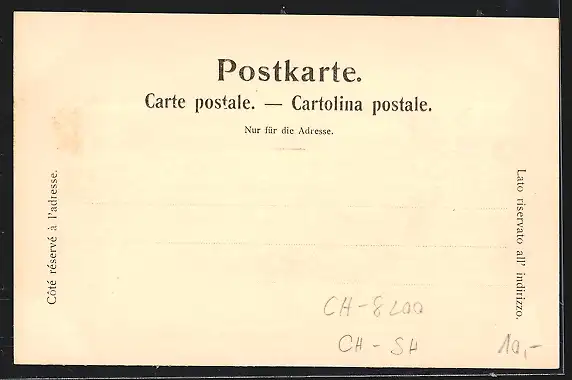 Postkarte.
Carte postale. — Cartolina postale.
Nur für die Adresse.
Côté réservé à l'adresse.
Lato riservato all' indirizzo.
CH-8200
CH - SH
10,-